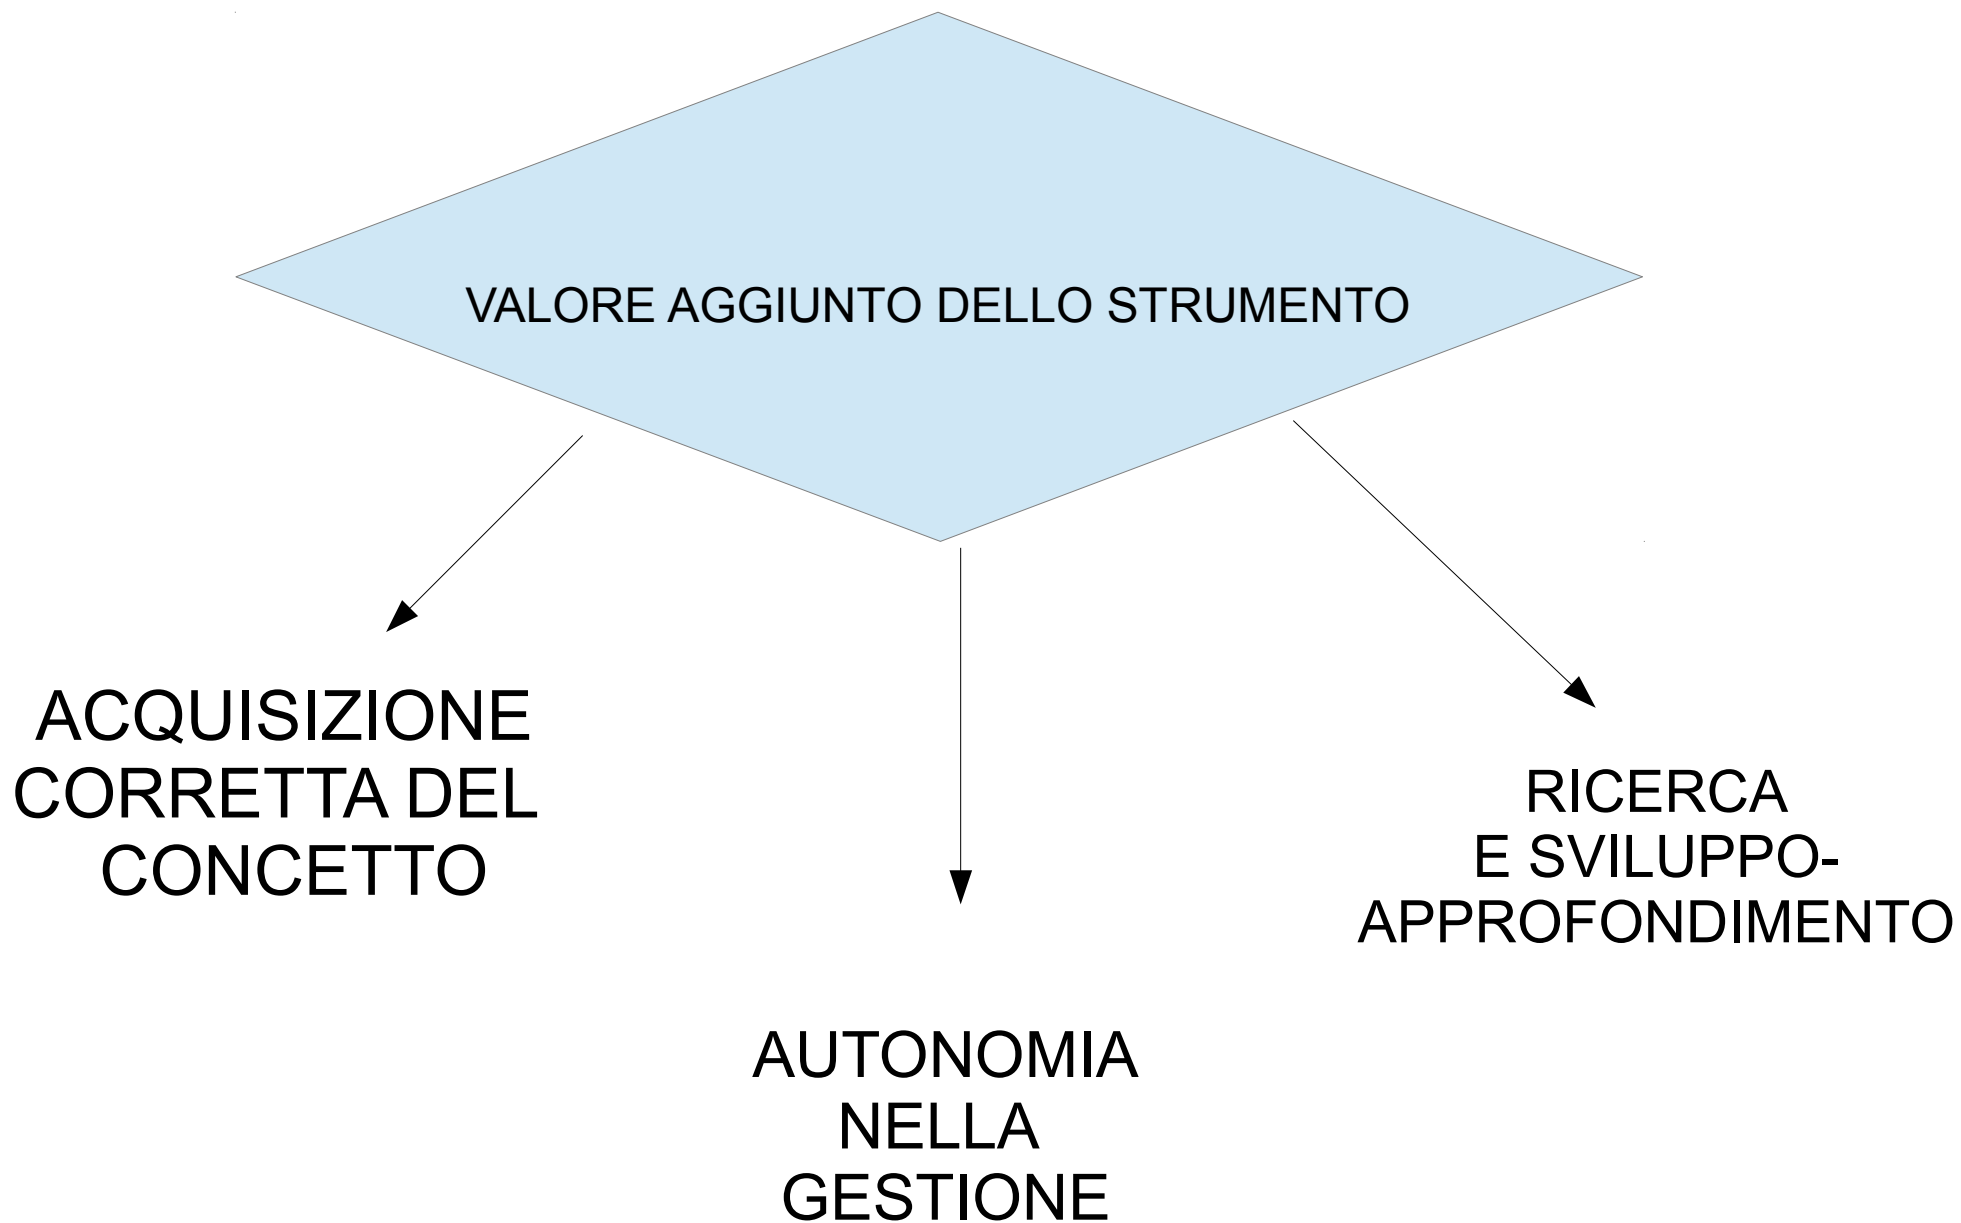 VALORE AGGIUNTO DELLO STRUMENTO
ACQUISIZIONE
CORRETTA DEL
CONCETTO
RICERCA
E SVILUPPO-
APPROFONDIMENTO
AUTONOMIA
NELLA
GESTIONE